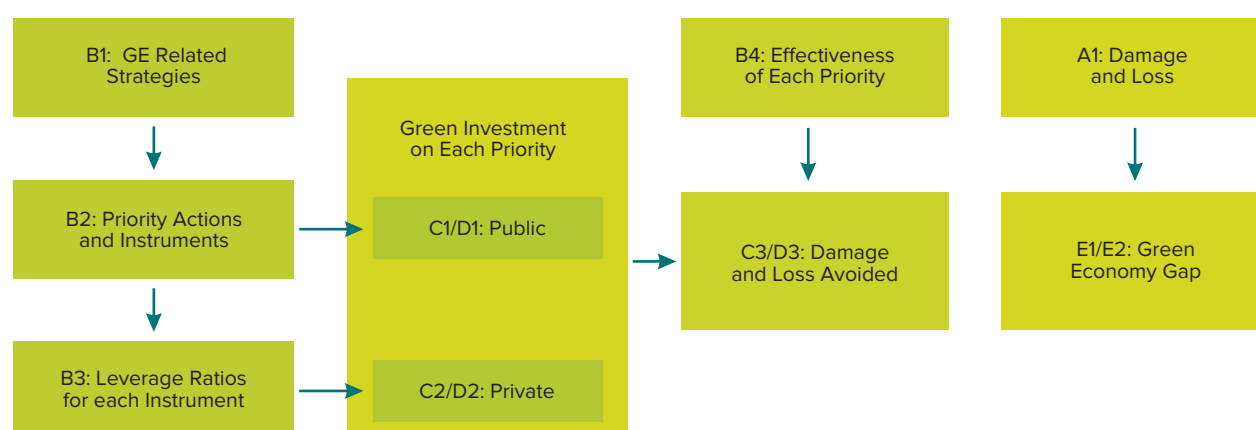 B1: GE Related
Strategies
B2: Priority Actions
and Instruments
B3: Leverage Ratios
for each Instrument
Green Investment
on Each Priority
C1/D1: Public
C2/D2: Private
B4: Effectiveness
of Each Priority
C3/D3: Damage
and Loss Avoided
A1: Damage
and Loss
E1/E2: Green
Economy Gap